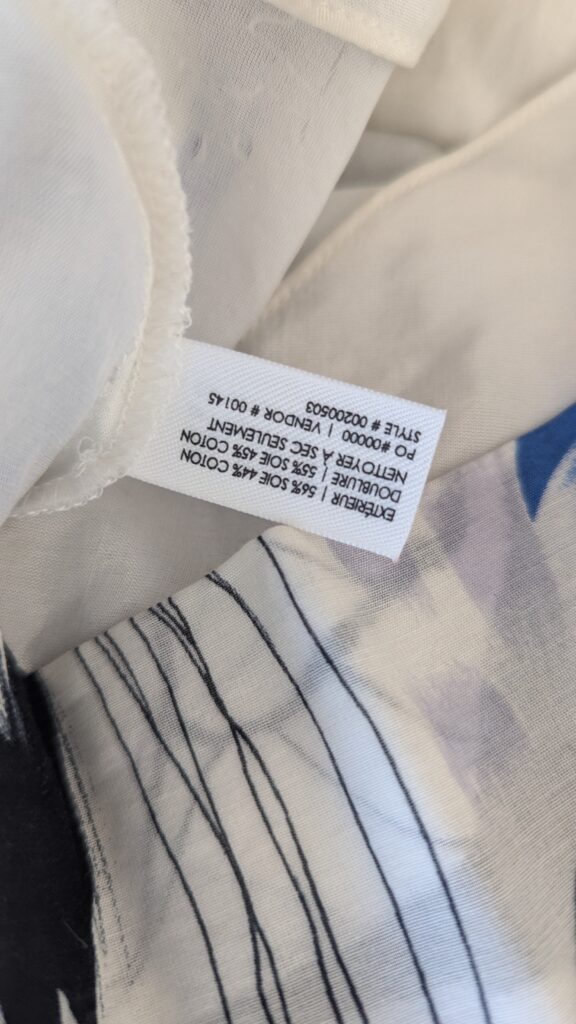 EXTÉRIEUR | 56% SOIE 44% COTON
DOUBLURE | 55% SOIE 45% COTON
NETTOYER À SEC SEULEMENT
PO #00000 | VENDOR # 00145
STYLE # 00200503